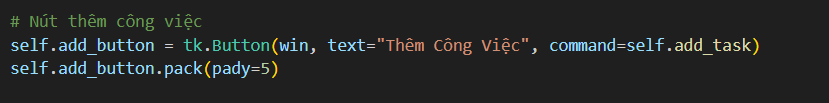 # Nút thêm công việc
self.add_button = tk.Button(win, text="Thêm Công Việc", command=self.add_task)
self.add_button.pack(pady=5)